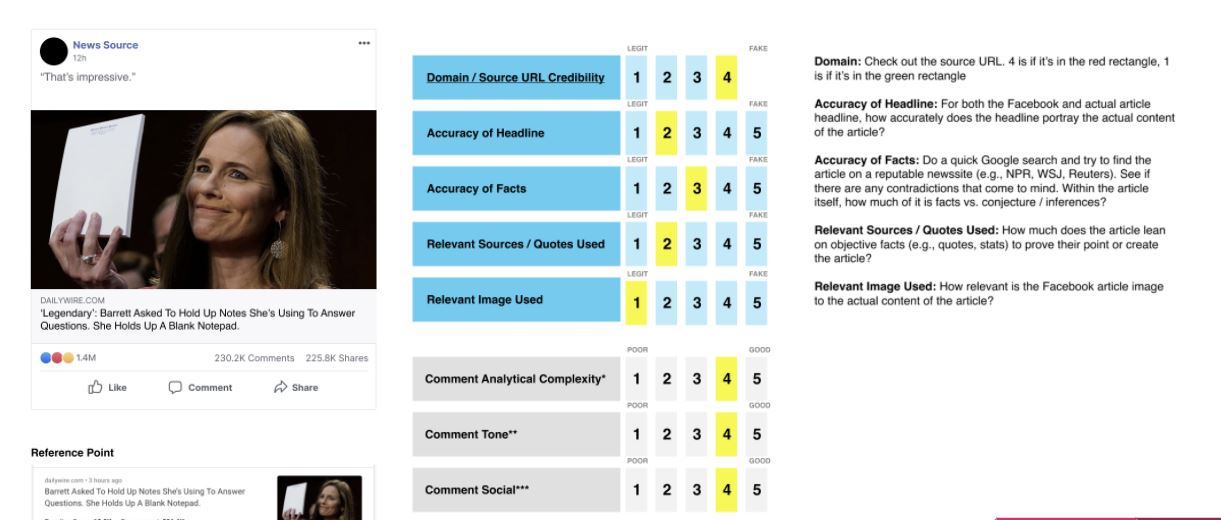 News Source
12h
“That’s impressive.”
DAILYWIRE.COM
‘Legendary’: Barrett Asked To Hold Up Notes She’s Using To Answer
Questions. She Holds Up A Blank Notepad.
1.4M 230.2K Comments 225.8K Shares
Like Comment Share
Reference Point
dailywire.com • 3 hours ago
Barrett Asked To Hold Up Notes She’s Using To Answer
Questions. She Holds Up A Blank Notepad.
LEGIT FAKE
Domain / Source URL Credibility 1 2 3 4
LEGIT FAKE
Accuracy of Headline 1 2 3 4 5
LEGIT FAKE
Accuracy of Facts 1 2 3 4 5
LEGIT FAKE
Relevant Sources / Quotes Used 1 2 3 4 5
LEGIT FAKE
Relevant Image Used 1 2 3 4 5
POOR GOOD
Comment Analytical Complexity* 1 2 3 4 5
POOR GOOD
Comment Tone** 1 2 3 4 5
POOR GOOD
Comment Social*** 1 2 3 4 5
Domain: Check out the source URL. 4 is if it’s in the red rectangle, 1
is if it’s in the green rectangle
Accuracy of Headline: For both the Facebook and actual article
headline, how accurately does the headline portray the actual content
of the article?
Accuracy of Facts: Do a quick Google search and try to find the
article on a reputable newssite (e.g., NPR, WSJ, Reuters). See if
there are any contradictions that come to mind. Within the article
itself, how much of it is facts vs. conjecture / inferences?
Relevant Sources / Quotes Used: How much does the article lean
on objective facts (e.g., quotes, stats) to prove their point or create
the article?
Relevant Image Used: How relevant is the Facebook article image
to the actual content of the article?